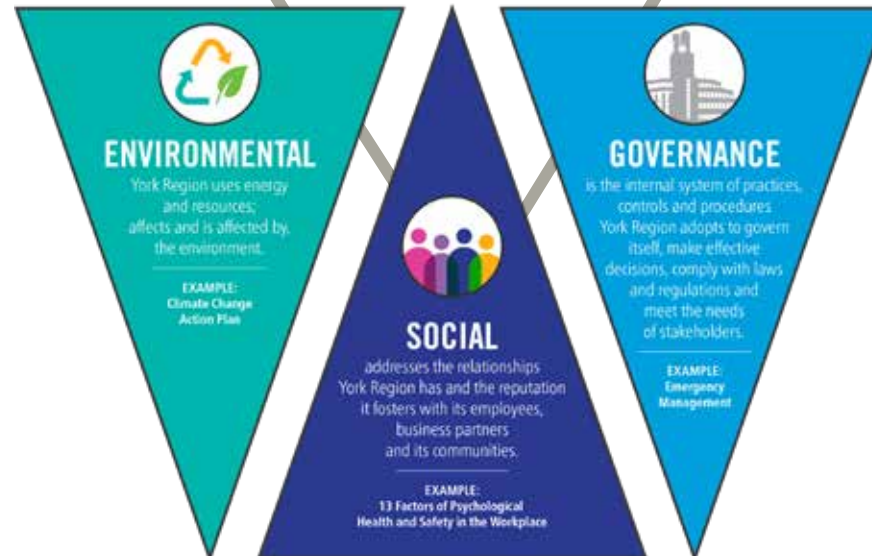 ENVIRONMENTAL
York Region uses energy
and resources;
affects and is affected by,
the environment.
EXAMPLE:
Climate Change
Action Plan
SOCIAL
addresses the relationships
York Region has and the reputation
it fosters with its employees,
business partners
and its communities.
EXAMPLE:
13 Factors of Psychological
Health and Safety in the Workplace
GOVERNANCE
is the internal system of practices,
controls and procedures
York Region adopts to govern
itself, make effective
decisions, comply with laws
and regulations and
meet the needs
of stakeholders.
EXAMPLE:
Emergency
Management